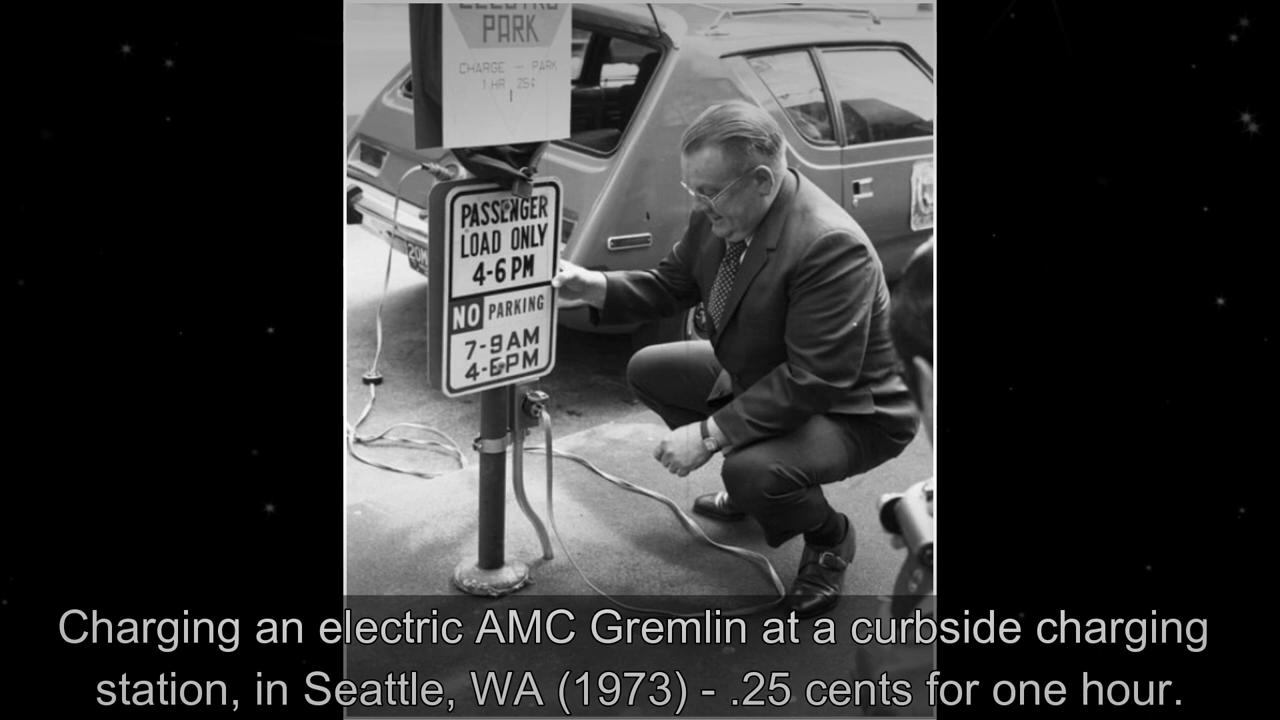 ELECTRO
PARK
CHARGE — PARK
1 HR 25¢
PASSENGER
LOAD ONLY
4-6 PM
NO PARKING
7-9 AM
4-6 PM
Charging an electric AMC Gremlin at a curbside charging
station, in Seattle, WA (1973) - .25 cents for one hour.